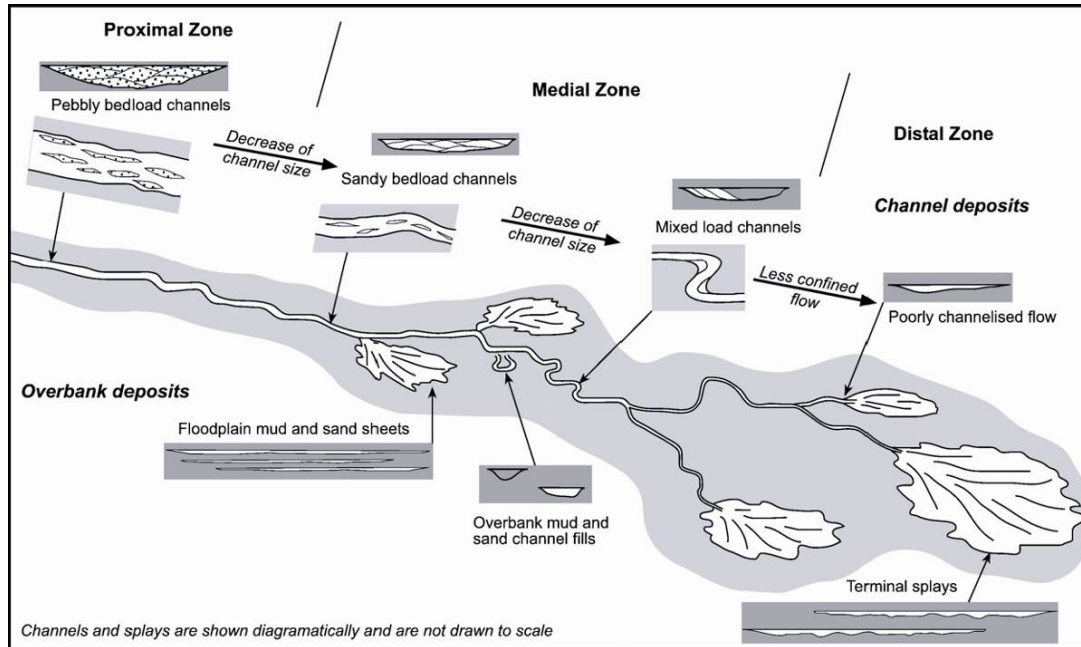 Proximal Zone
Pebbly bedload channels
Decrease of
channel size
Medial Zone
Sandy bedload channels
Decrease of
channel size
Mixed load channels
Distal Zone
Channel deposits
Less confined
flow
Poorly channelised flow
Overbank deposits
Floodplain mud and sand sheets
Overbank mud and
sand channel fills
Terminal splays
Channels and splays are shown diagramatically and are not drawn to scale